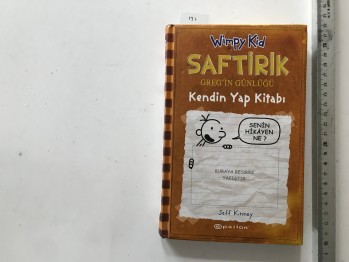 Wimpy Kid
SAFTİRİK
GREG'İN GÜNLÜĞÜ
Kendin Yap Kitabı
SENİN
HİKÂYEN
NE?
BURAYA RESMİNİ
YAPIŞTIR
Jeff Kinney
epsilon